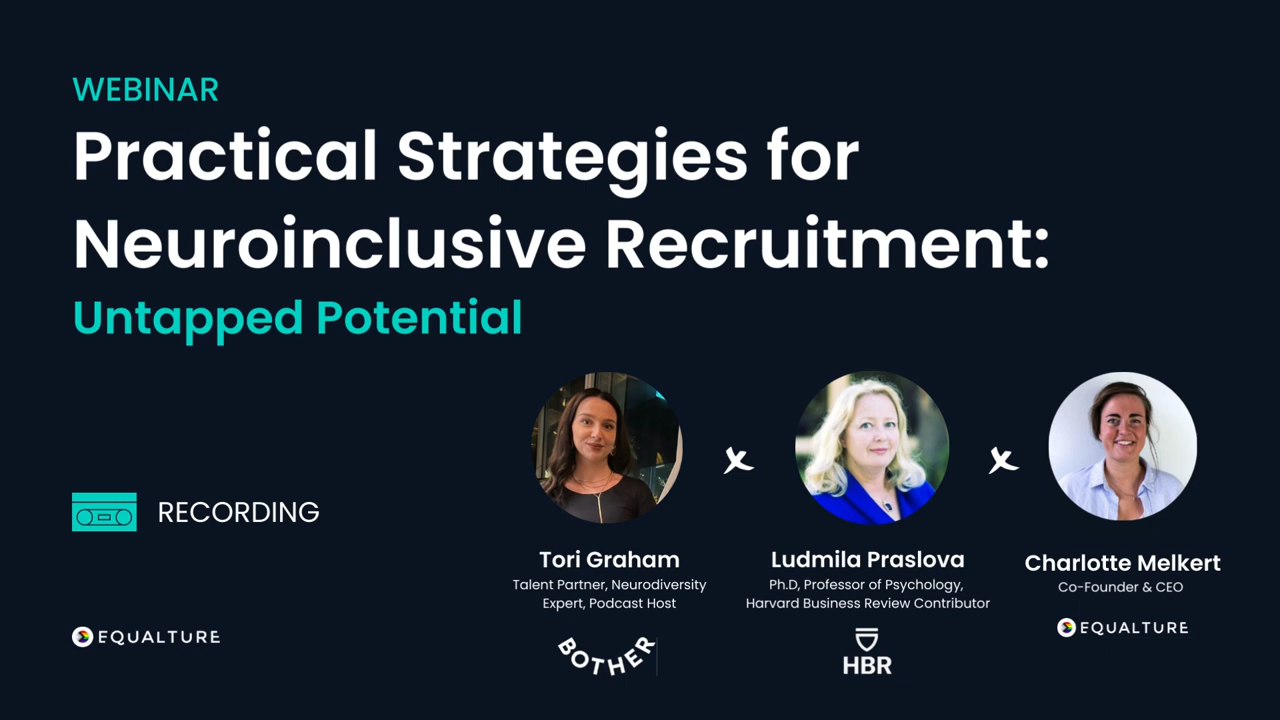 WEBINAR
Practical Strategies for
Neuroinclusive Recruitment:
Untapped Potential
RECORDING
EQUALTURE
Tori Graham
Talent Partner, Neurodiversity
Expert, Podcast Host
BOTHER
Ludmila Praslova
Ph.D, Professor of Psychology,
Harvard Business Review Contributor
HBR
Charlotte Melkert
Co-Founder & CEO
EQUALTURE